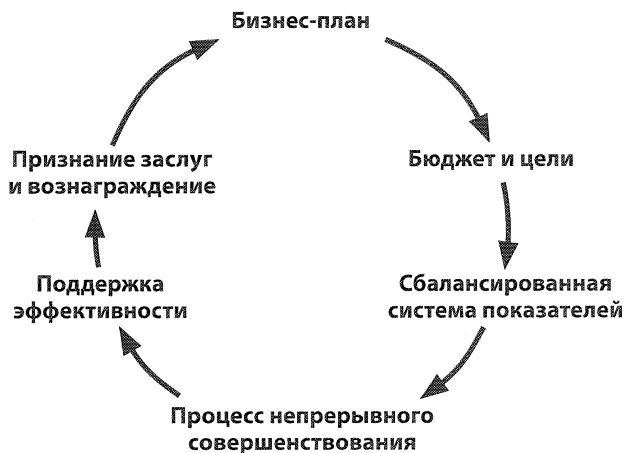 Бизнес-план
Бюджет и цели
Сбалансированная
система показателей
Процесс непрерывного
совершенствования
Поддержка
эффективности
Признание заслуг
и вознаграждение